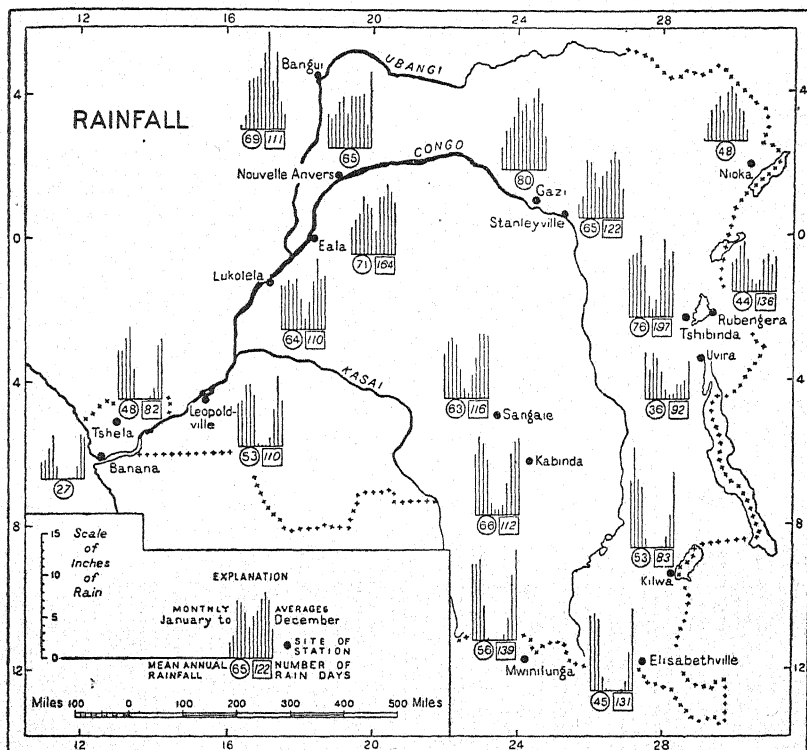 12 16 20 24 28
Bangui
UBANGI
4 4
RAINFALL
69 111
65
CONGO
48
Nioka
Nouvelle Anvers
80
Gazi
Stanleyville
65 122
0 0
Eala
71 164
Lukolela
64 110
44 136
76 197
Rubengera
Tshibinda
Uvira
KASAI
4 4
48 82
Leopold-
ville
63 116
Sangaie
36 92
Tshela
53 110
Banana
27
Kabinda
66 112
8 8
53 83
Kilwa
15
10
5
0
Scale
of
Inches
of
Rain
EXPLANATION
MONTHLY AVERAGES
January to December
SITE OF
STATION
MEAN ANNUAL 65 122 NUMBER OF
RAINFALL RAIN DAYS
56 139
Mwinilunga
Elisabethville
45 131
12 12
Miles 100 0 100 200 300 400 500 Miles
12 16 20 24 28